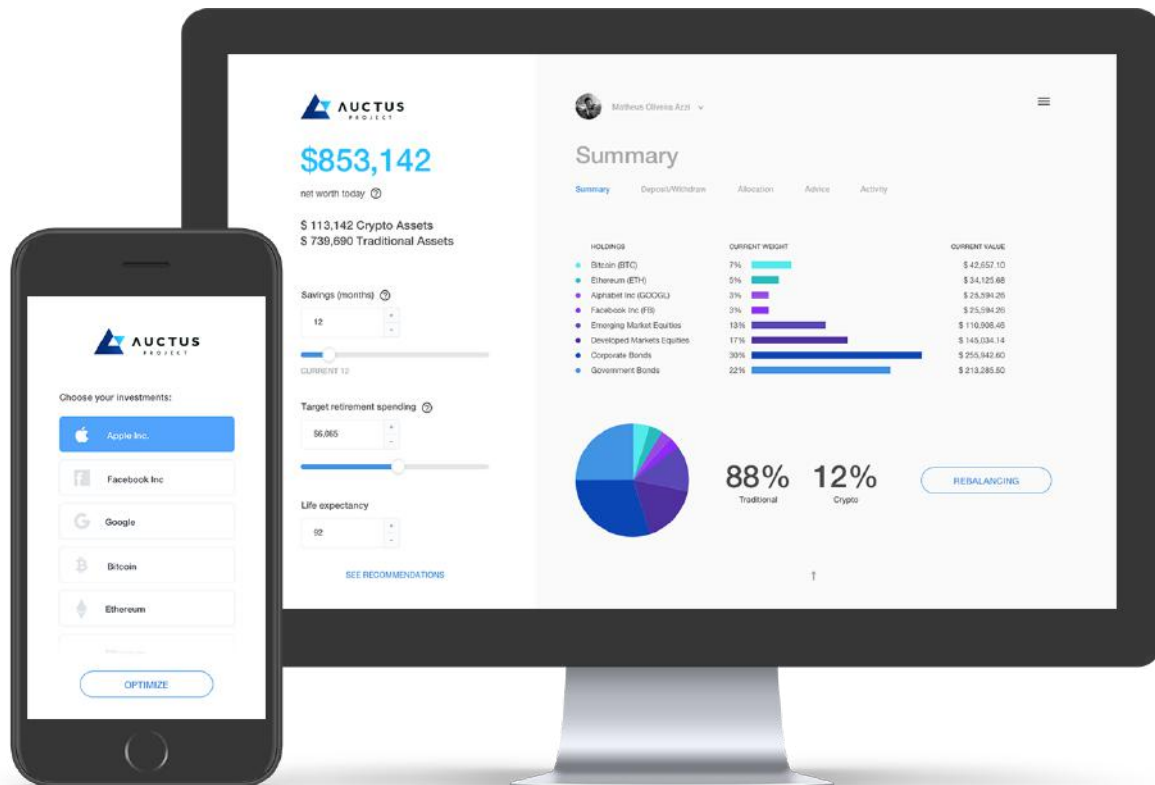 AUCTUS
PROJECT
$853,142
net worth today ?
$ 113,142 Crypto Assets
$ 739,690 Traditional Assets
Savings (months) ?
12
+
-
CURRENT 12
Target retirement spending ?
$6,065
+
-
Life expectancy
92
+
-
SEE RECOMMENDATIONS
Matheus Oliveira Arzi
Summary
Summary Deposit/Withdraw Allocation Advice Activity
HOLDINGS CURRENT WEIGHT CURRENT VALUE
Bitcoin (BTC) 7% $ 42,657.10
Ethereum (ETH) 5% $ 34,125.68
Alphabet Inc (GOOGL) 3% $ 25,594.26
Facebook Inc (FB) 3% $ 25,594.26
Emerging Market Equities 13% $ 110,908.46
Developed Markets Equities 17% $ 145,034.14
Corporate Bonds 30% $ 255,942.60
Government Bonds 22% $ 213,285.50
88% 12%
Traditional Crypto
REBALANCING
↑
AUCTUS
PROJECT
Choose your investments:
Apple Inc.
Facebook Inc
Google
Bitcoin
Ethereum
OPTIMIZE